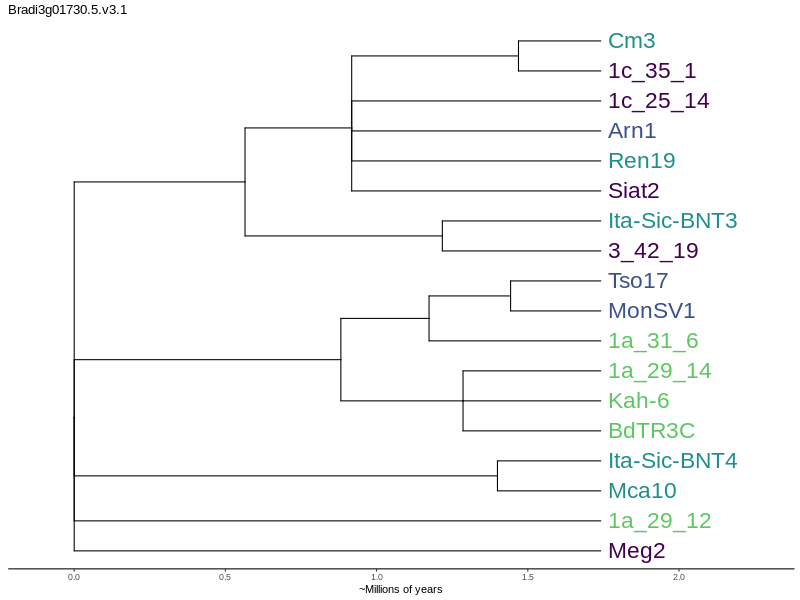 Bradi3g01730.5.v3.1
Cm3
1c_35_1
1c_25_14
Arn1
Ren19
Siat2
Ita-Sic-BNT3
3_42_19
Tso17
MonSV1
1a_31_6
1a_29_14
Kah-6
BdTR3C
Ita-Sic-BNT4
Mca10
1a_29_12
Meg2
0.0 0.5 1.0 1.5 2.0
~Millions of years